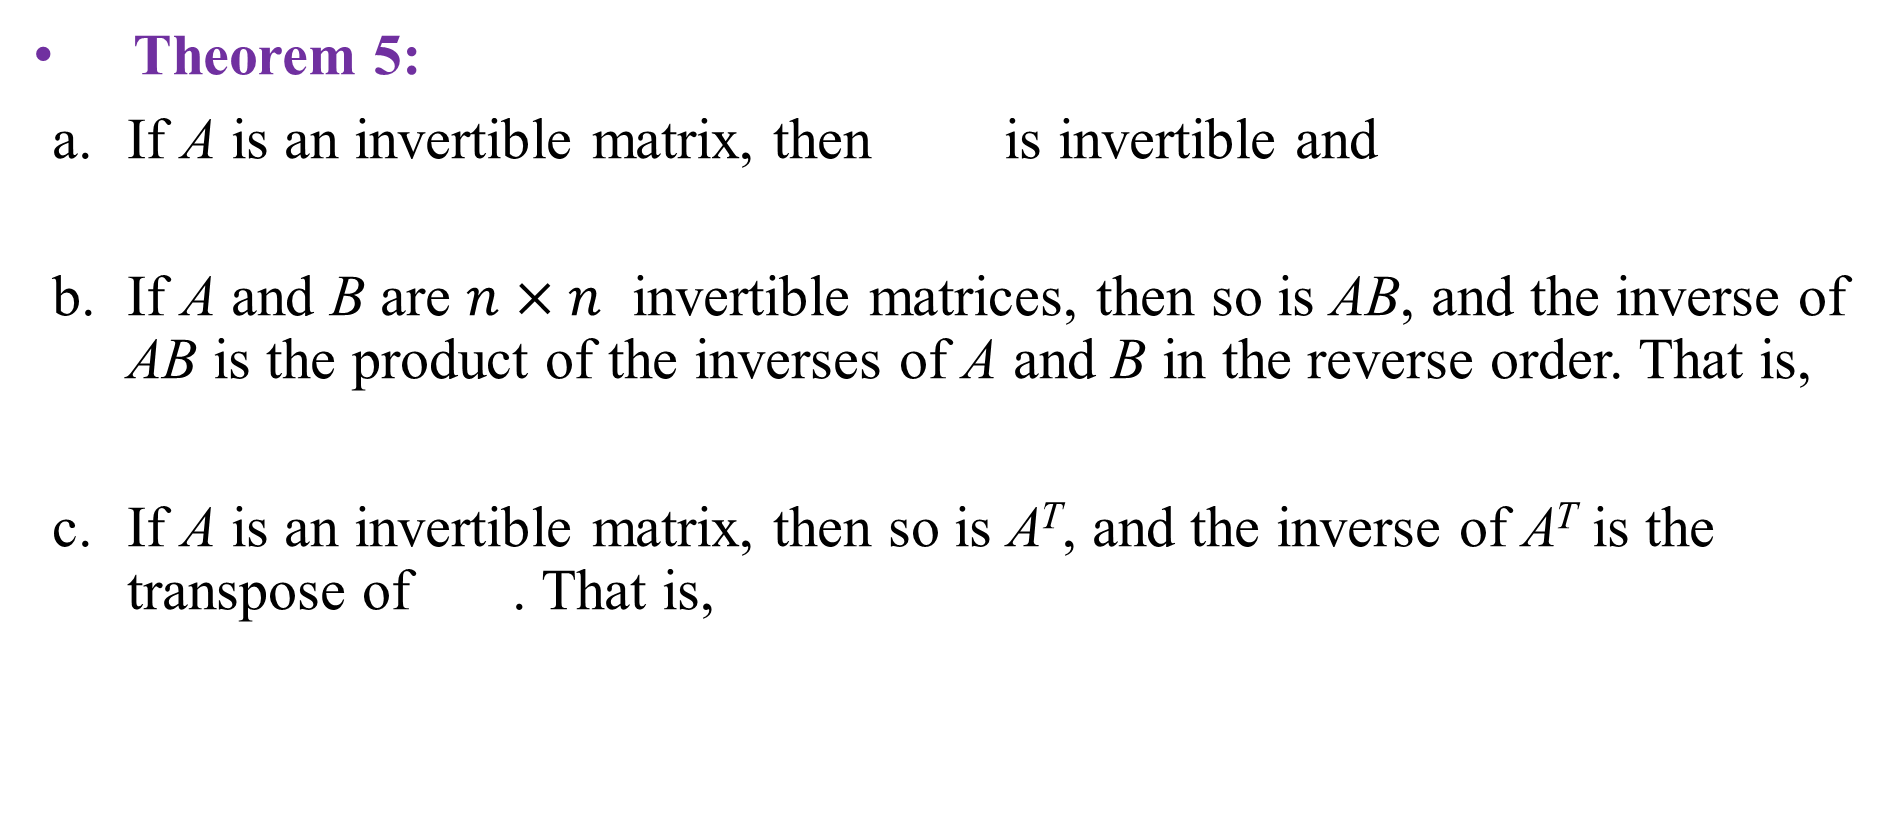 • Theorem 5:
a. If A is an invertible matrix, then is invertible and
b. If A and B are n × n invertible matrices, then so is AB, and the inverse of
AB is the product of the inverses of A and B in the reverse order. That is,
c. If A is an invertible matrix, then so is Aᵀ, and the inverse of Aᵀ is the
transpose of . That is,